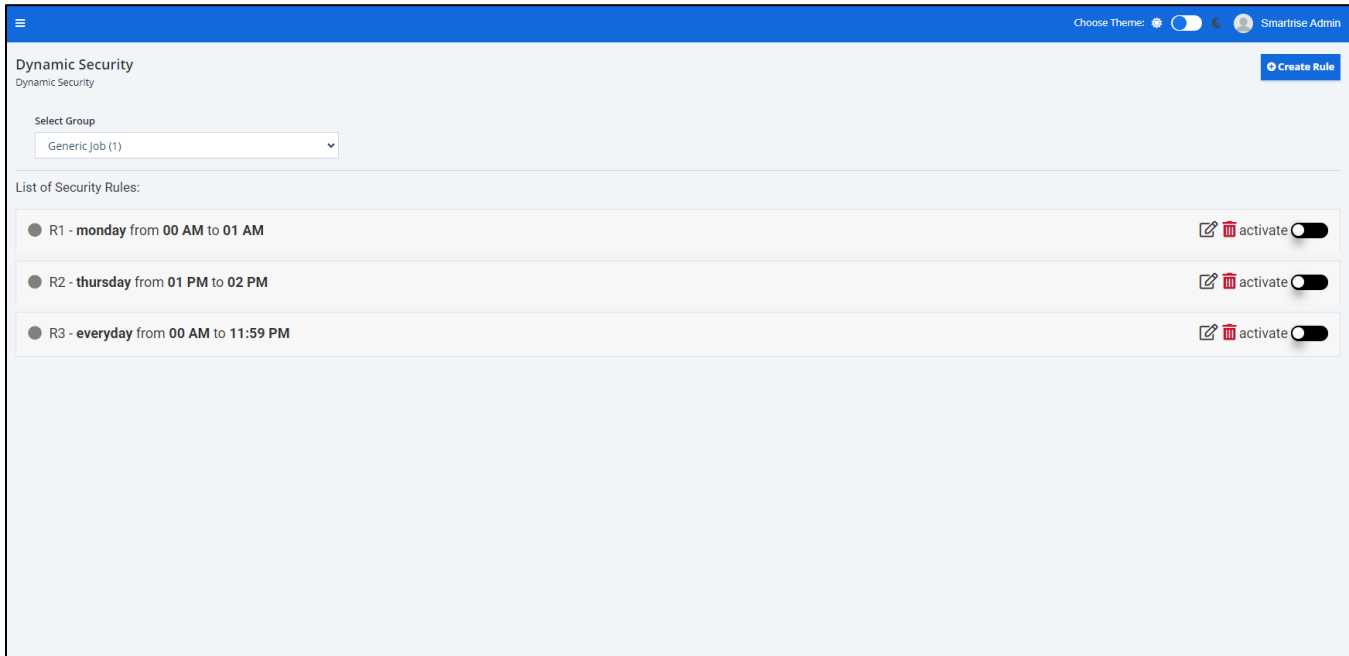 Choose Theme: Smartrise Admin
Dynamic Security
Dynamic Security
Create Rule
Select Group
Generic Job (1)
List of Security Rules:
R1 - monday from 00 AM to 01 AM activate
R2 - thursday from 01 PM to 02 PM activate
R3 - everyday from 00 AM to 11:59 PM activate